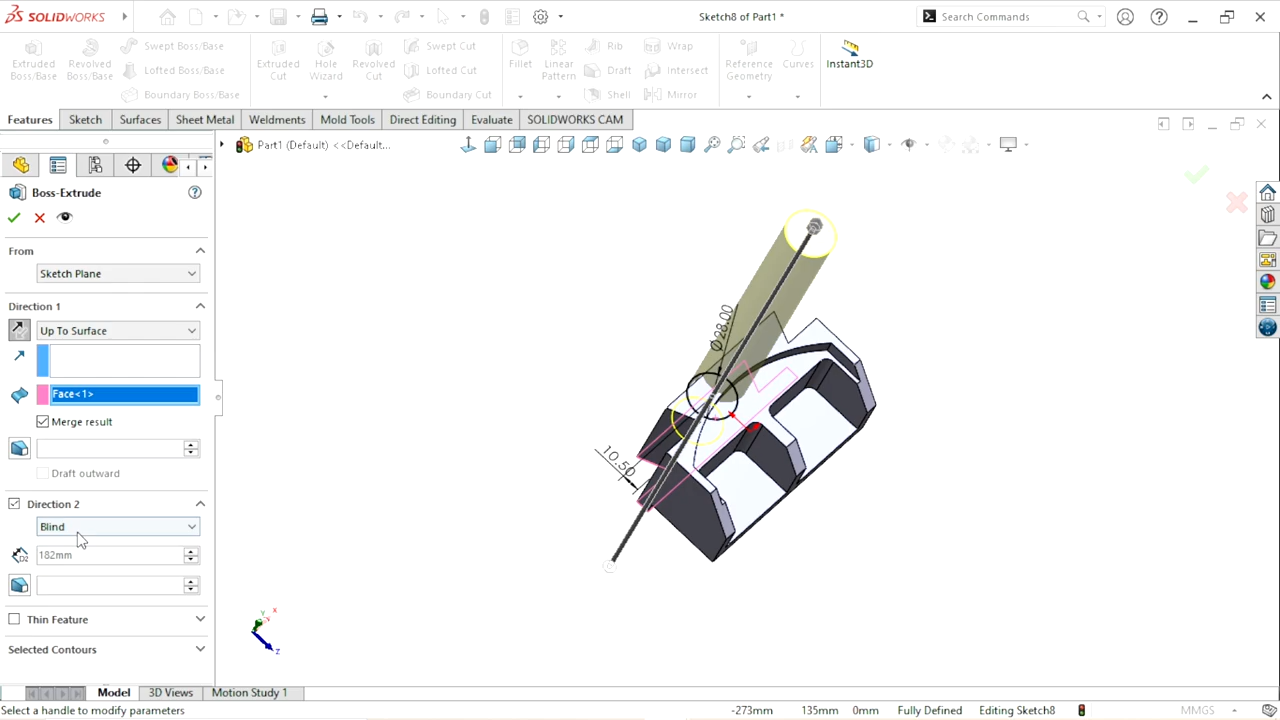 SOLIDWORKS
Sketch8 of Part1 *
Search Commands
Extruded Boss/Base
Revolved Boss/Base
Swept Boss/Base
Lofted Boss/Base
Boundary Boss/Base
Extruded Cut
Hole Wizard
Revolved Cut
Swept Cut
Lofted Cut
Boundary Cut
Fillet
Linear Pattern
Rib
Draft
Shell
Wrap
Intersect
Mirror
Reference Geometry
Curves
Instant3D
Features
Sketch
Surfaces
Sheet Metal
Weldments
Mold Tools
Direct Editing
Evaluate
SOLIDWORKS CAM
Part1 (Default) <<Default...
Boss-Extrude
From
Sketch Plane
Direction 1
Up To Surface
Face<1>
Merge result
Draft outward
Direction 2
Blind
182mm
Thin Feature
Selected Contours
Ø28.00
10.50
Y
X
Z
Model
3D Views
Motion Study 1
Select a handle to modify parameters
-273mm
135mm
0mm
Fully Defined
Editing Sketch8
MMGS